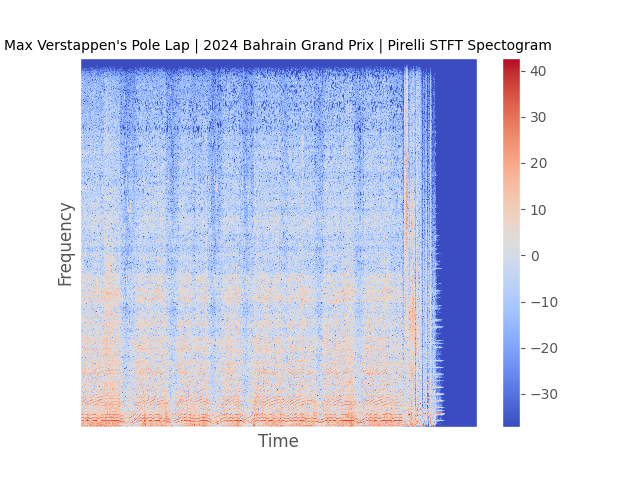 Max Verstappen's Pole Lap | 2024 Bahrain Grand Prix | Pirelli STFT Spectogram
Frequency
Time
40
30
20
10
0
−10
−20
−30